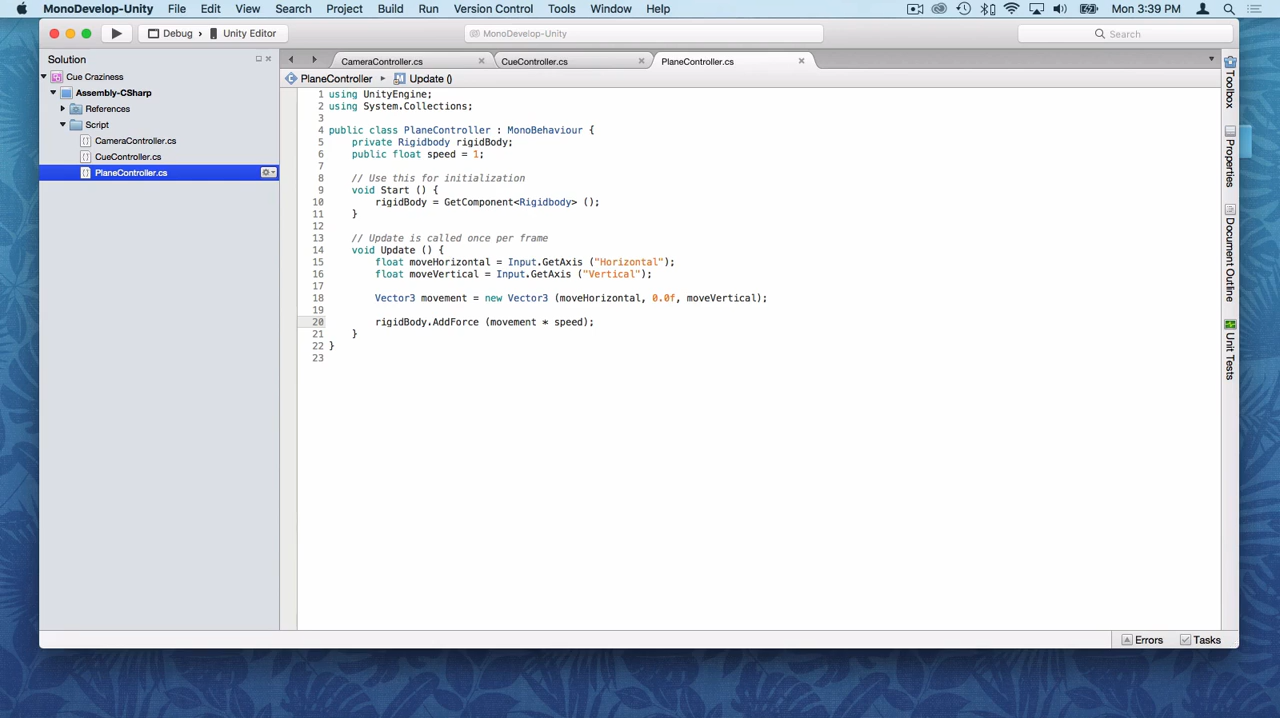 MonoDevelop-Unity File Edit View Search Project Build Run Version Control Tools Window Help Mon 3:39 PM
Debug Unity Editor MonoDevelop-Unity Search
Solution
Cue Craziness
Assembly-CSharp
References
Script
CameraController.cs
CueController.cs
PlaneController.cs
CameraController.cs CueController.cs PlaneController.cs
PlaneController Update ()
1 using UnityEngine;
2 using System.Collections;
3
4 public class PlaneController : MonoBehaviour {
5 private Rigidbody rigidBody;
6 public float speed = 1;
7
8 // Use this for initialization
9 void Start () {
10 rigidBody = GetComponent<Rigidbody> ();
11 }
12
13 // Update is called once per frame
14 void Update () {
15 float moveHorizontal = Input.GetAxis ("Horizontal");
16 float moveVertical = Input.GetAxis ("Vertical");
17
18 Vector3 movement = new Vector3 (moveHorizontal, 0.0f, moveVertical);
19
20 rigidBody.AddForce (movement * speed);
21 }
22 }
23
Toolbox
Properties
Document Outline
Unit Tests
Errors Tasks